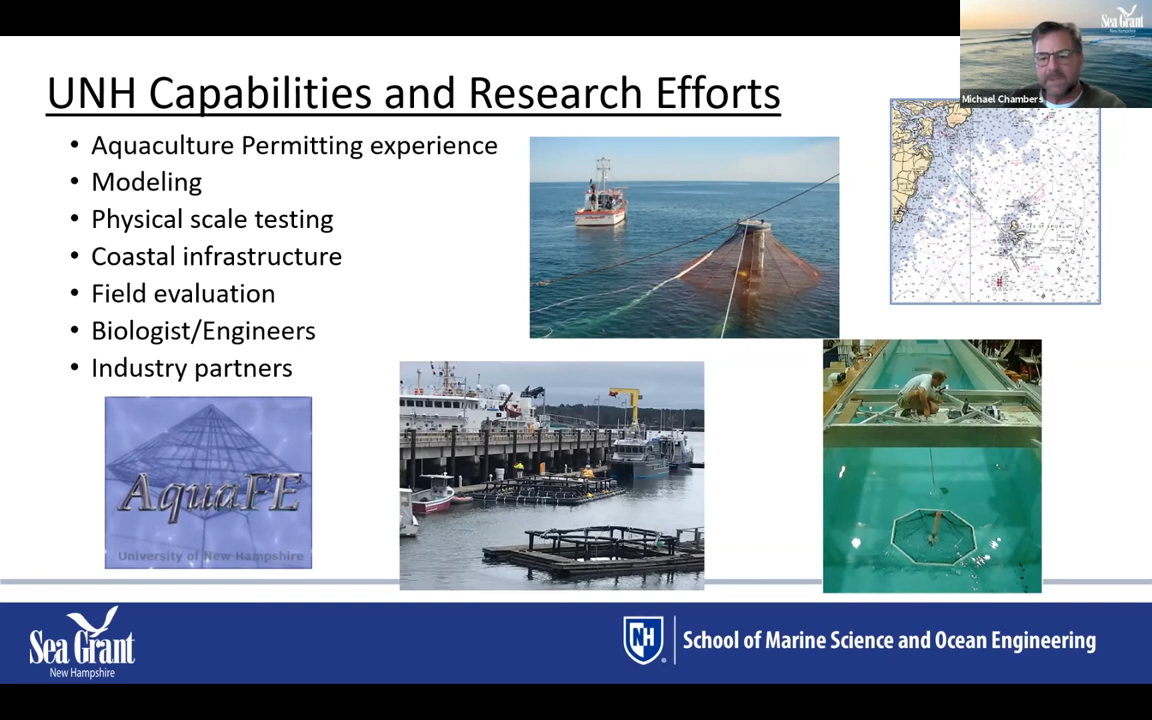 UNH Capabilities and Research Efforts
Sea Grant
New Hampshire
Michael Chambers
• Aquaculture Permitting experience
• Modeling
• Physical scale testing
• Coastal infrastructure
• Field evaluation
• Biologist/Engineers
• Industry partners
AquaFE
University of New Hampshire
Sea Grant
New Hampshire
NH
School of Marine Science and Ocean Engineering